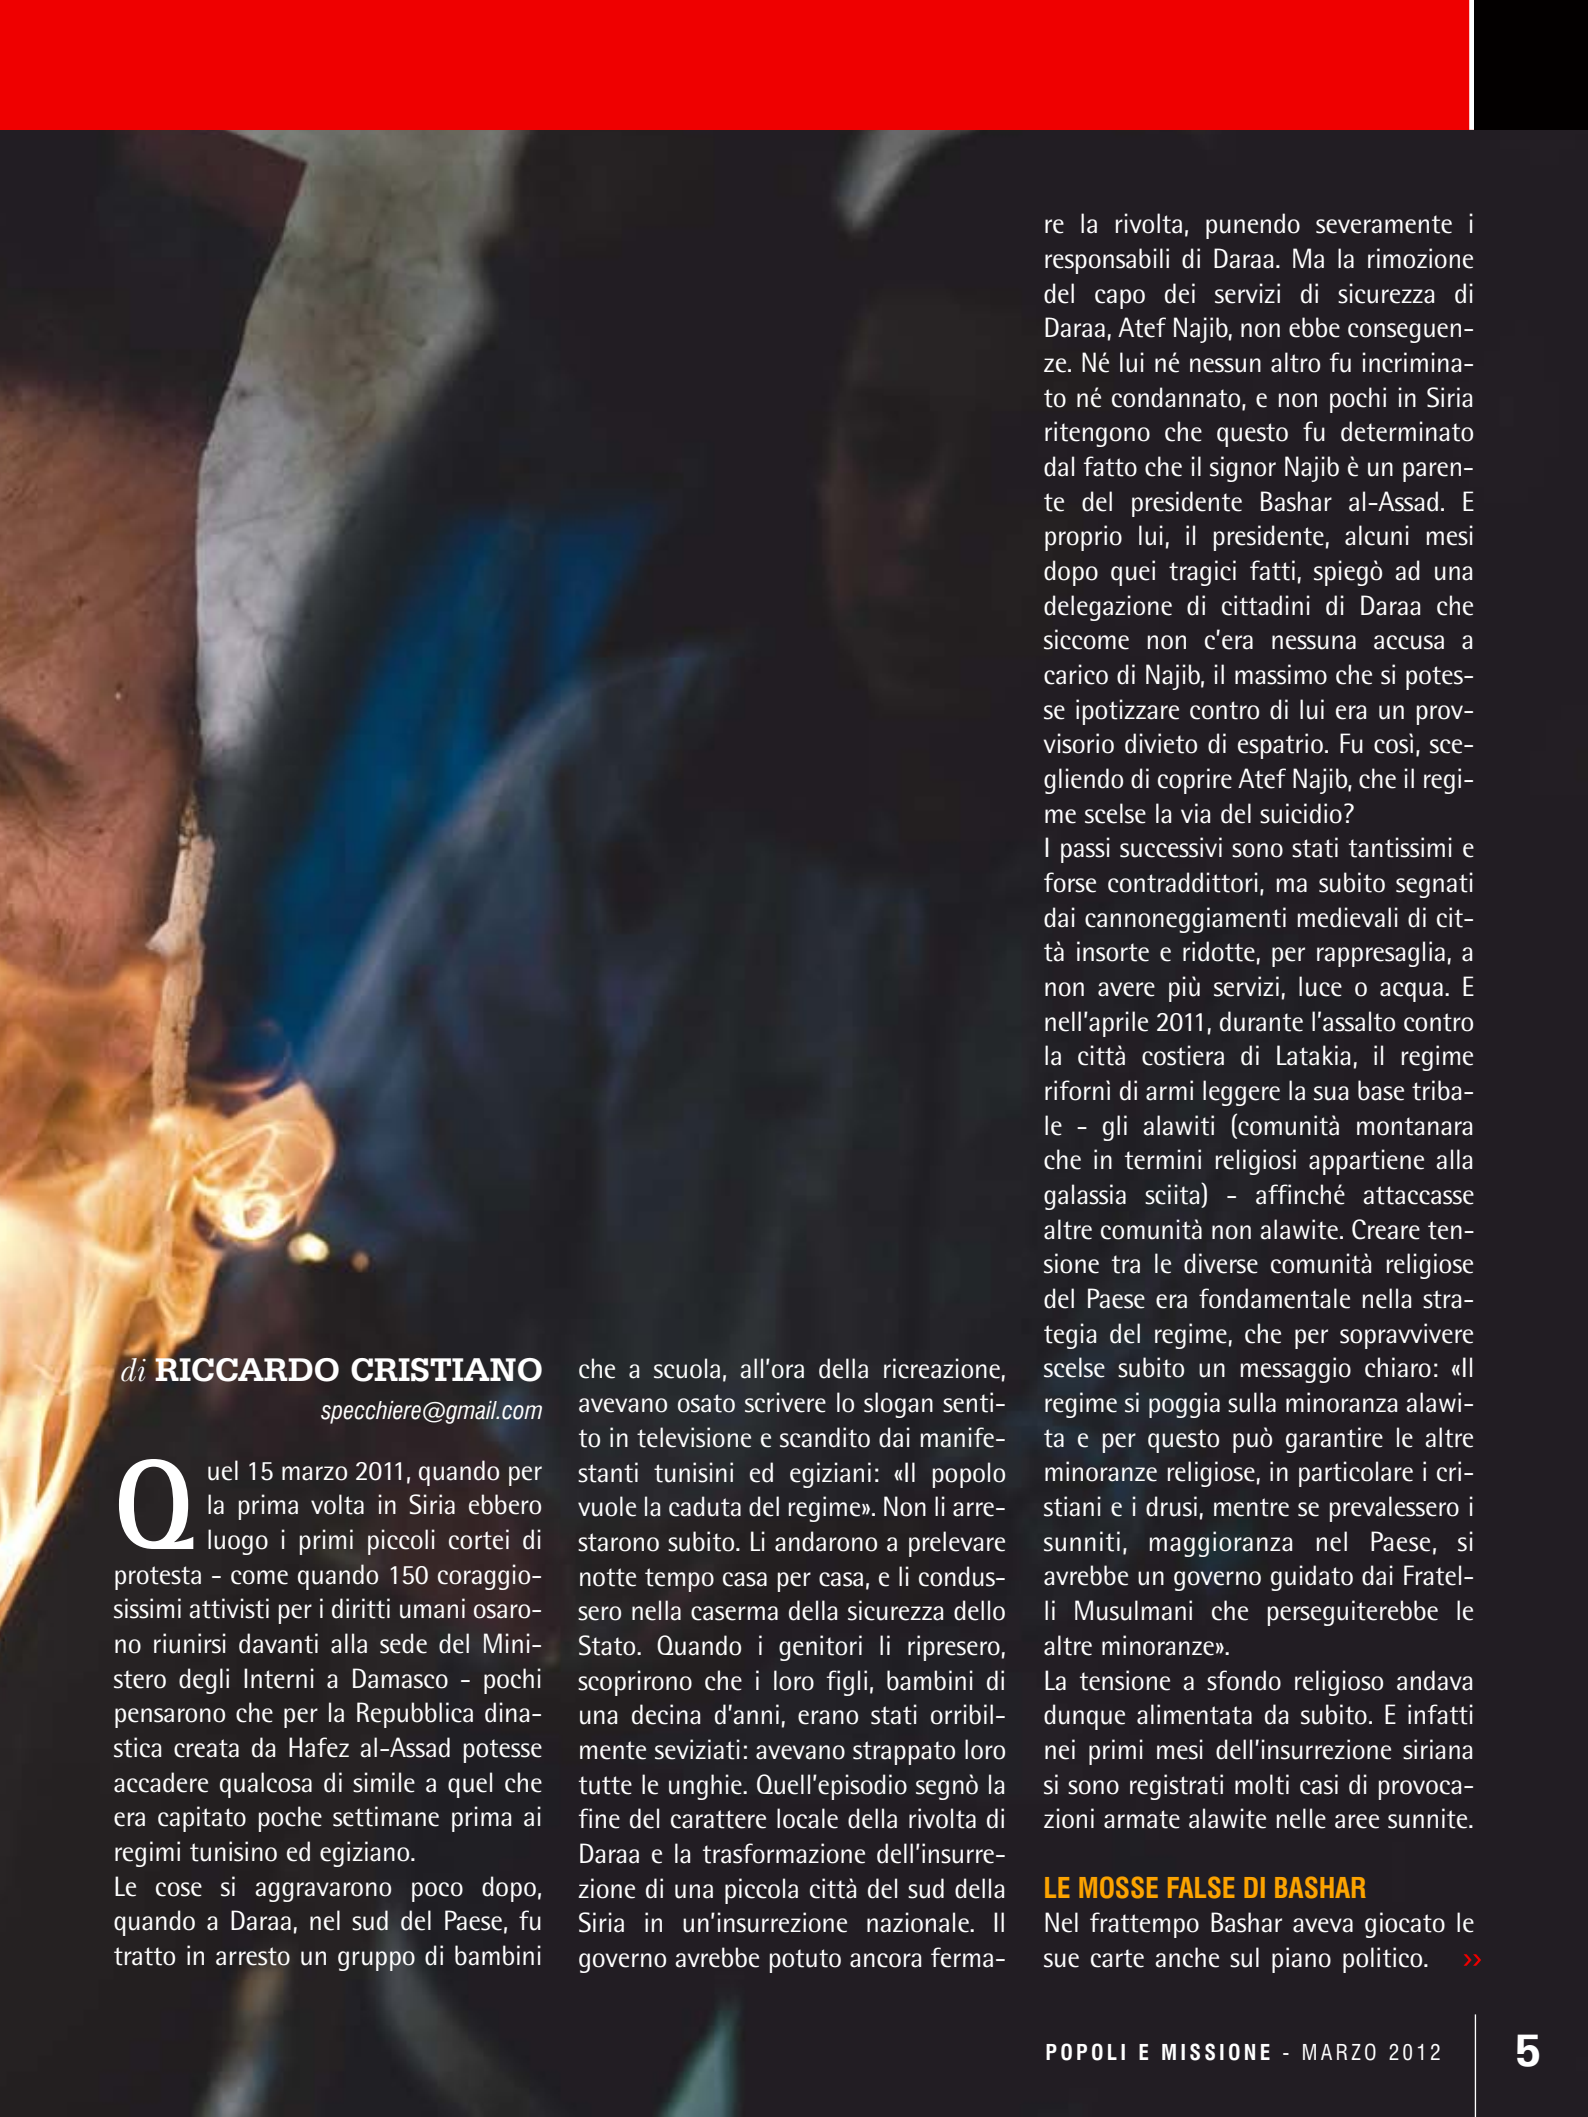 di RICCARDO CRISTIANO
specchiere@gmail.com
Quel 15 marzo 2011, quando per
la prima volta in Siria ebbero
luogo i primi piccoli cortei di
protesta - come quando 150 coraggio-
sissimi attivisti per i diritti umani osaro-
no riunirsi davanti alla sede del Mini-
stero degli Interni a Damasco - pochi
pensarono che per la Repubblica dina-
stica creata da Hafez al-Assad potesse
accadere qualcosa di simile a quel che
era capitato poche settimane prima ai
regimi tunisino ed egiziano.
Le cose si aggravarono poco dopo,
quando a Daraa, nel sud del Paese, fu
tratto in arresto un gruppo di bambini
che a scuola, all'ora della ricreazione,
avevano osato scrivere lo slogan senti-
to in televisione e scandito dai manife-
stanti tunisini ed egiziani: «Il popolo
vuole la caduta del regime». Non li arre-
starono subito. Li andarono a prelevare
notte tempo casa per casa, e li condus-
sero nella caserma della sicurezza dello
Stato. Quando i genitori li ripresero,
scoprirono che i loro figli, bambini di
una decina d'anni, erano stati orribil-
mente seviziati: avevano strappato loro
tutte le unghie. Quell'episodio segnò la
fine del carattere locale della rivolta di
Daraa e la trasformazione dell'insurre-
zione di una piccola città del sud della
Siria in un'insurrezione nazionale. Il
governo avrebbe potuto ancora ferma-
re la rivolta, punendo severamente i
responsabili di Daraa. Ma la rimozione
del capo dei servizi di sicurezza di
Daraa, Atef Najib, non ebbe conseguen-
ze. Né lui né nessun altro fu incrimina-
to né condannato, e non pochi in Siria
ritengono che questo fu determinato
dal fatto che il signor Najib è un paren-
te del presidente Bashar al-Assad. E
proprio lui, il presidente, alcuni mesi
dopo quei tragici fatti, spiegò ad una
delegazione di cittadini di Daraa che
siccome non c'era nessuna accusa a
carico di Najib, il massimo che si potes-
se ipotizzare contro di lui era un prov-
visorio divieto di espatrio. Fu così, sce-
gliendo di coprire Atef Najib, che il regi-
me scelse la via del suicidio?
I passi successivi sono stati tantissimi e
forse contraddittori, ma subito segnati
dai cannoneggiamenti medievali di cit-
tà insorte e ridotte, per rappresaglia, a
non avere più servizi, luce o acqua. E
nell'aprile 2011, durante l'assalto contro
la città costiera di Latakia, il regime
rifornì di armi leggere la sua base triba-
le - gli alawiti (comunità montanara
che in termini religiosi appartiene alla
galassia sciita) - affinché attaccasse
altre comunità non alawite. Creare ten-
sione tra le diverse comunità religiose
del Paese era fondamentale nella stra-
tegia del regime, che per sopravvivere
scelse subito un messaggio chiaro: «Il
regime si poggia sulla minoranza alawi-
ta e per questo può garantire le altre
minoranze religiose, in particolare i cri-
stiani e i drusi, mentre se prevalessero i
sunniti, maggioranza nel Paese, si
avrebbe un governo guidato dai Fratel-
li Musulmani che perseguiterebbe le
altre minoranze».
La tensione a sfondo religioso andava
dunque alimentata da subito. E infatti
nei primi mesi dell'insurrezione siriana
si sono registrati molti casi di provoca-
zioni armate alawite nelle aree sunnite.
LE MOSSE FALSE DI BASHAR
Nel frattempo Bashar aveva giocato le
sue carte anche sul piano politico. ››
POPOLI E MISSIONE - MARZO 2012 5